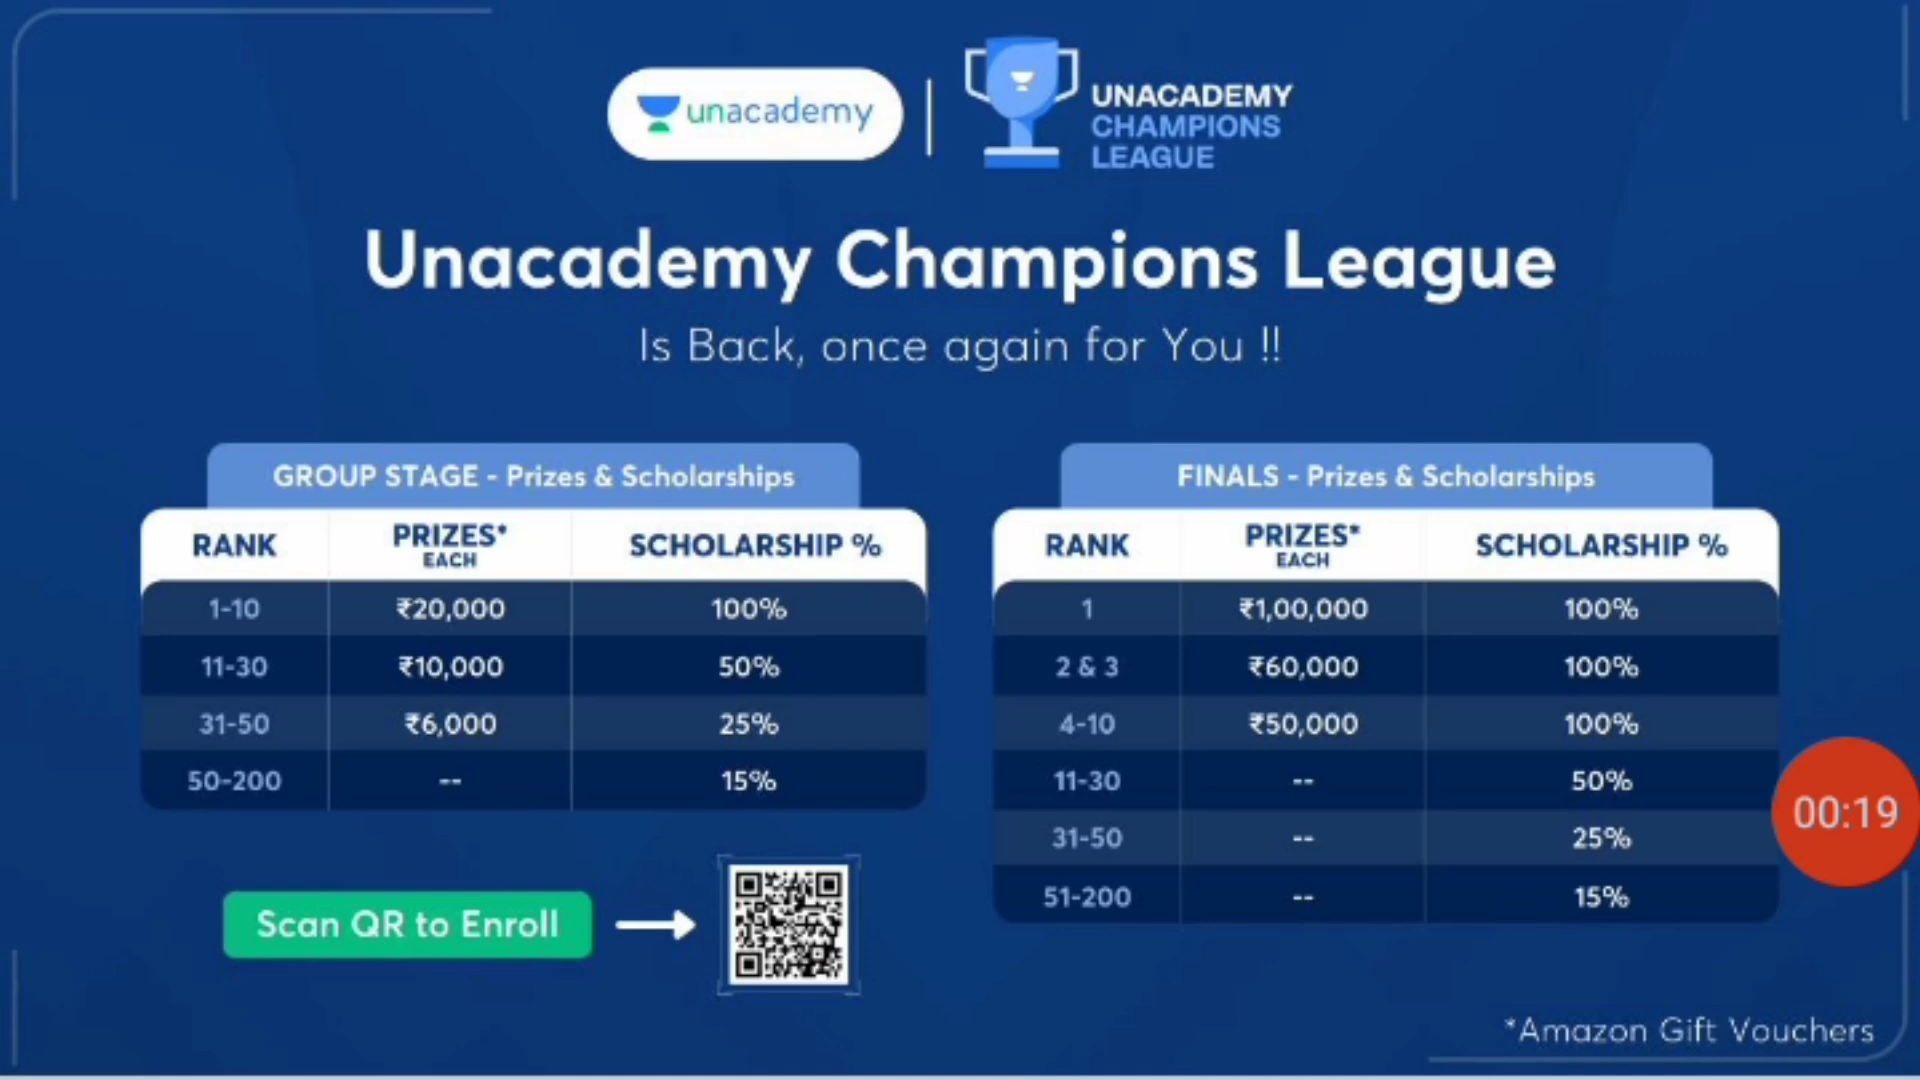 unacademy
UNACADEMY
CHAMPIONS
LEAGUE
Unacademy Champions League
Is Back, once again for You !!
GROUP STAGE - Prizes & Scholarships
RANK PRIZES* EACH SCHOLARSHIP %
1-10 ₹20,000 100%
11-30 ₹10,000 50%
31-50 ₹6,000 25%
50-200 -- 15%
Scan QR to Enroll
FINALS - Prizes & Scholarships
RANK PRIZES* EACH SCHOLARSHIP %
1 ₹1,00,000 100%
2 & 3 ₹60,000 100%
4-10 ₹50,000 100%
11-30 -- 50%
31-50 -- 25%
51-200 -- 15%
00:19
*Amazon Gift Vouchers